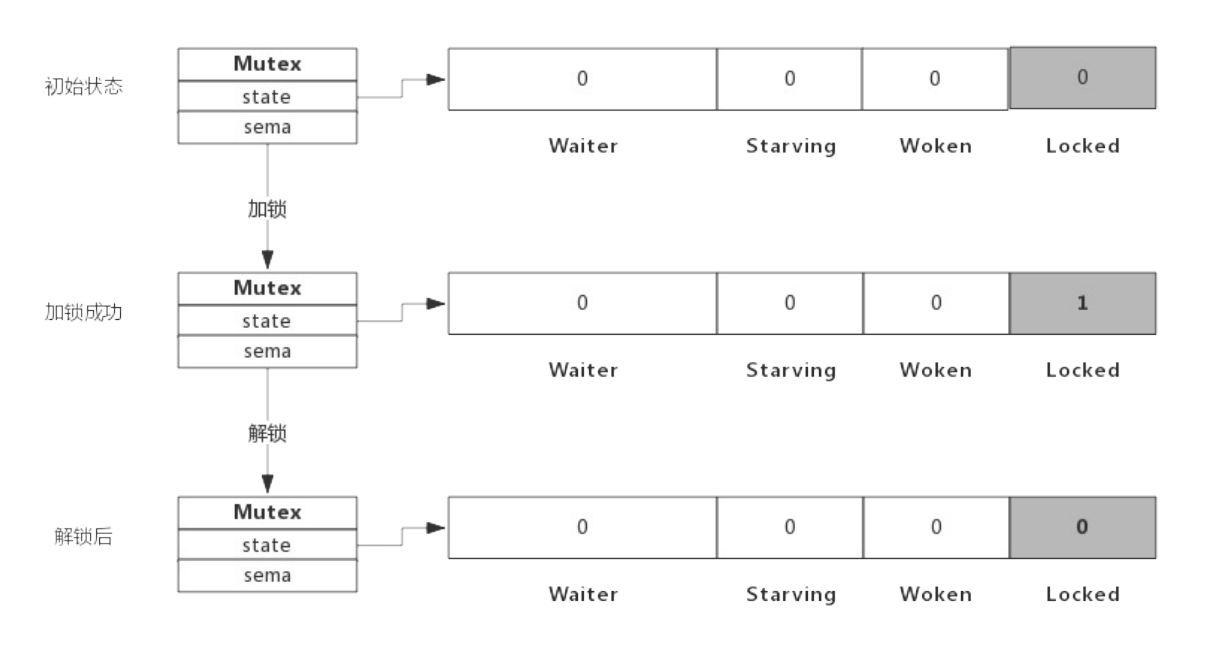 初始状态
Mutex
state
sema
0 0 0 0
Waiter Starving Woken Locked
加锁
加锁成功
Mutex
state
sema
0 0 0 1
Waiter Starving Woken Locked
解锁
解锁后
Mutex
state
sema
0 0 0 0
Waiter Starving Woken Locked